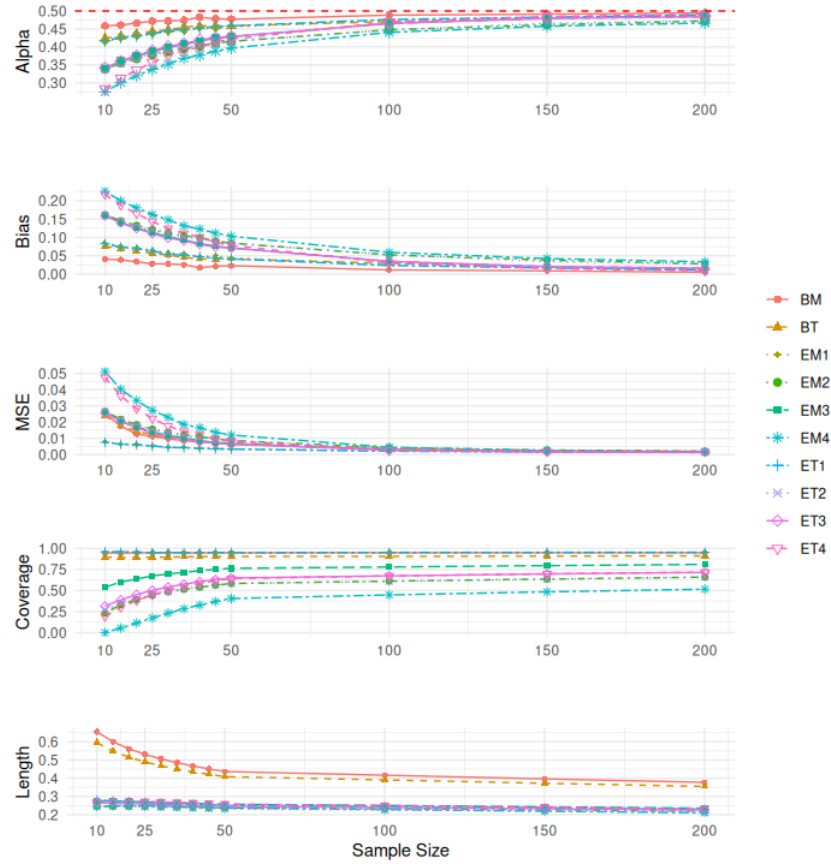 0.50
0.45
0.40
0.35
0.30
Alpha
10 25 50 100 150 200
0.20
0.15
0.10
0.05
0.00
Bias
10 25 50 100 150 200
0.05
0.04
0.03
0.02
0.01
0.00
MSE
10 25 50 100 150 200
1.00
0.75
0.50
0.25
0.00
Coverage
10 25 50 100 150 200
0.6
0.5
0.4
0.3
0.2
Length
10 25 50 100 150 200
Sample Size
BM
BT
EM1
EM2
EM3
EM4
ET1
ET2
ET3
ET4